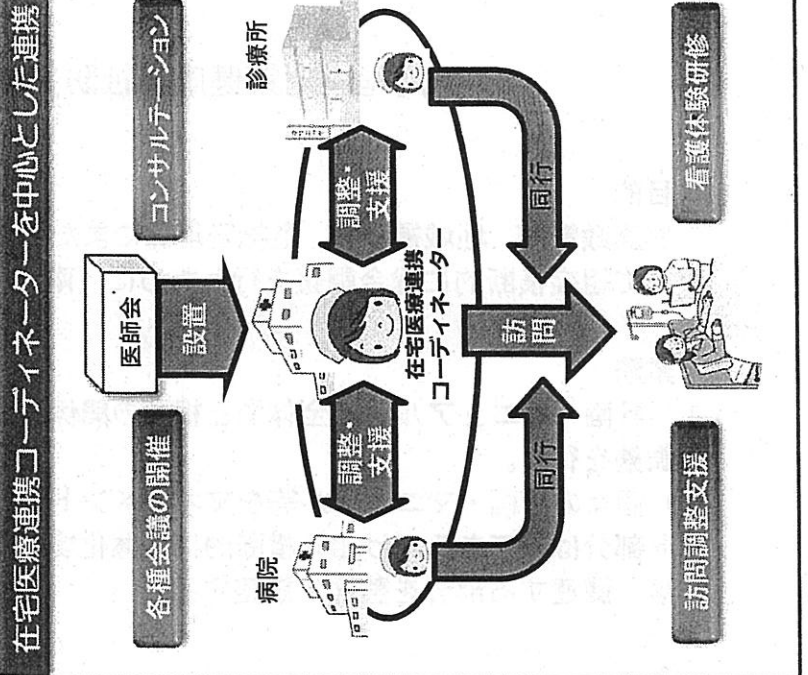 在宅医療連携コーディネーターを中心とした連携
各種会議の開催
医師会
コンサルテーション
設置
病院
調整・
支援
在宅医療連携
コーディネーター
調整・
支援
診療所
同行
訪問
同行
訪問調整支援
看護体験研修